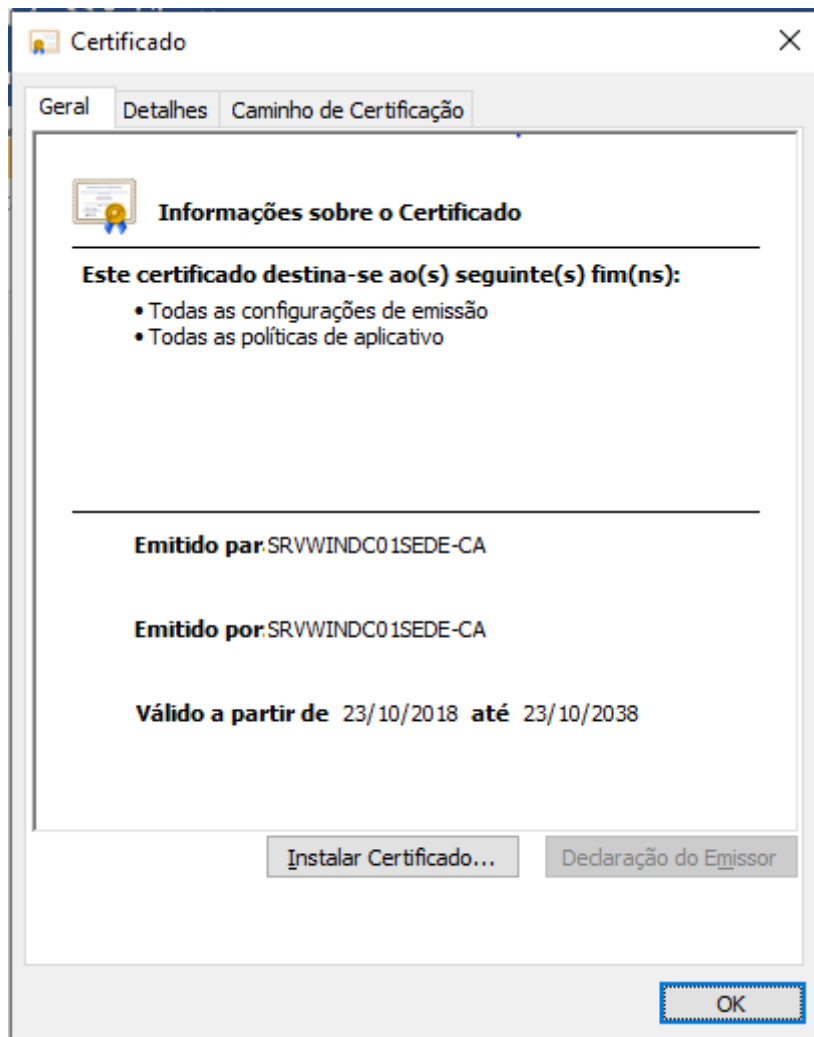 Certificado
Geral Detalhes Caminho de Certificação
Informações sobre o Certificado
Este certificado destina-se ao(s) seguinte(s) fim(ns):
• Todas as configurações de emissão
• Todas as políticas de aplicativo
Emitido par SRVWINDC01SEDE-CA
Emitido por: SRVWINDC01SEDE-CA
Válido a partir de 23/10/2018 até 23/10/2038
Instalar Certificado... Declaração do Emissor
OK